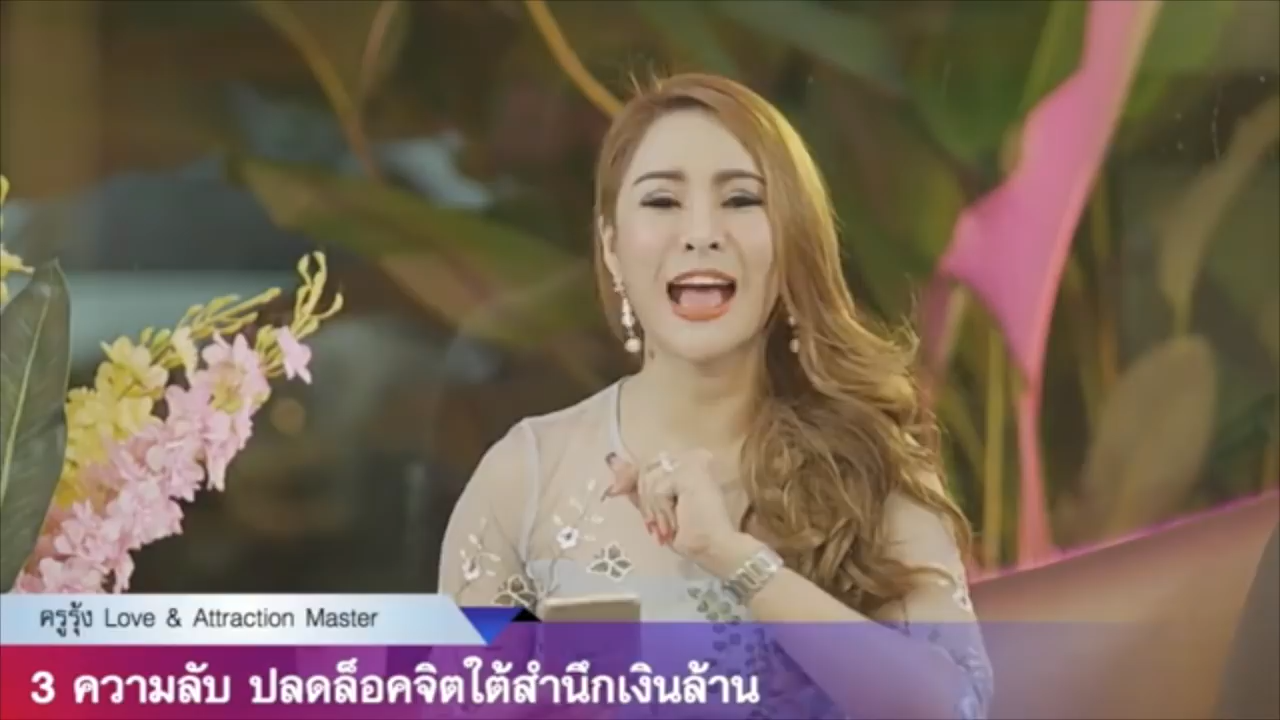 ครูรุ้ง Love & Attraction Master
3 ความลับ ปลดล็อคจิตใต้สำนึกเงินล้าน